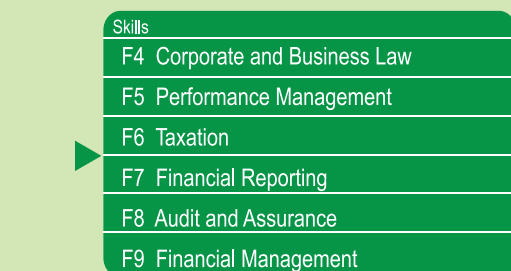 Skills
F4 Corporate and Business Law
F5 Performance Management
F6 Taxation
F7 Financial Reporting
F8 Audit and Assurance
F9 Financial Management